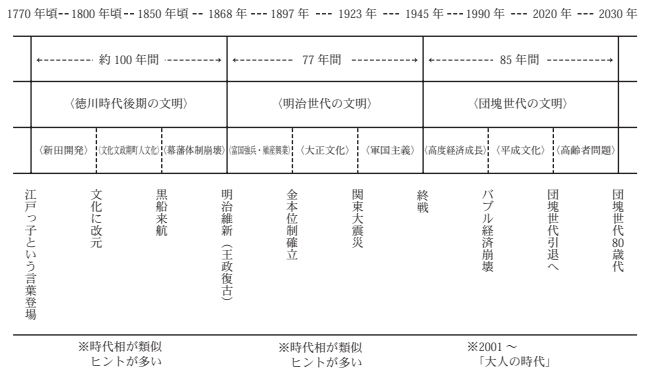 1770 年頃--1800 年頃-- 1850 年頃-- 1868 年--1897 年 --- 1923 年 --- 1945 年--1990 年 --- 2020 年 --- 2030 年
約 100 年間 77 年間 85 年間
〈徳川時代後期の文明〉 〈明治世代の文明〉 〈団塊世代の文明〉
〈新田開発〉 〈文化文政期町人文化〉 〈幕藩体制崩壊〉 〈富国強兵・殖産興業〉 〈大正文化〉 〈軍国主義〉 〈高度経済成長〉 〈平成文化〉 〈高齢者問題〉
江戸っ子という言葉登場
文化に改元
黒船来航
明治維新（王政復古）
金本位制確立
関東大震災
終戦
バブル経済崩壊
団塊世代引退へ
団塊世代80歳代
※時代相が類似
ヒントが多い
※時代相が類似
ヒントが多い
※2001 ～
「大人の時代」